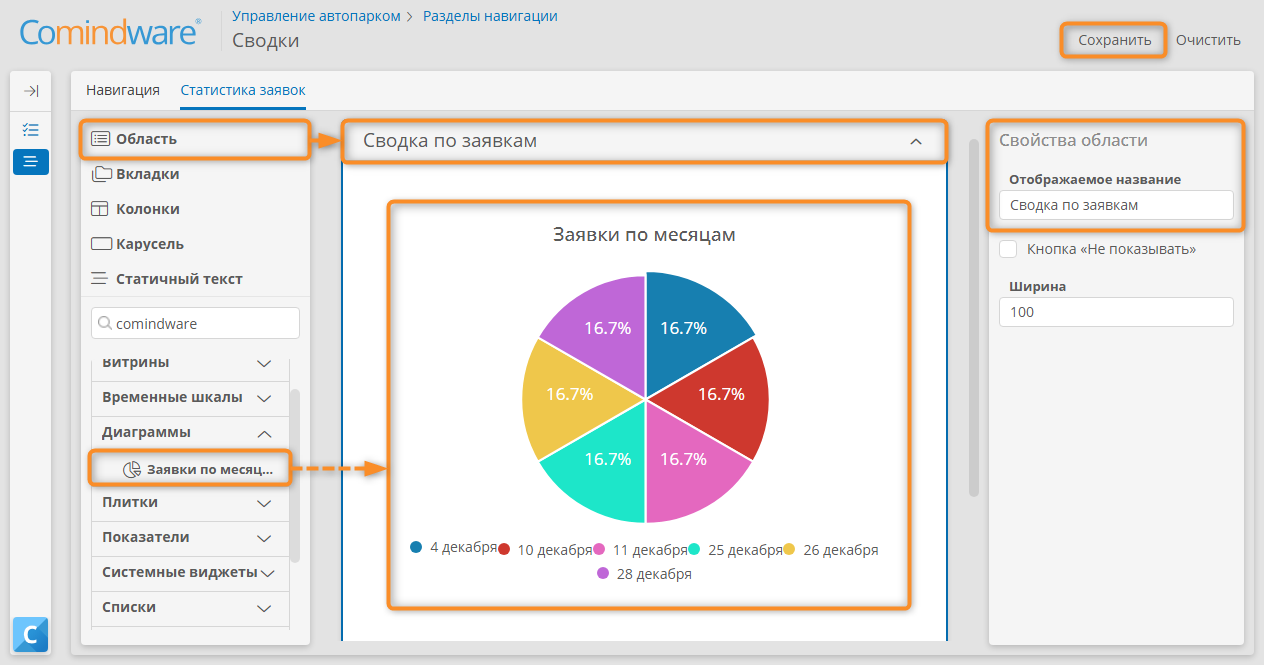 Comindware®
Управление автопарком > Разделы навигации
Сводки
Сохранить
Очистить
Навигация
Статистика заявок
Область
Вкладки
Колонки
Карусель
Статичный текст
comindware
Витрины
Временные шкалы
Диаграммы
Заявки по месяц...
Плитки
Показатели
Системные виджеты
Списки
Сводка по заявкам
Заявки по месяцам
16.7%
16.7%
16.7%
16.7%
16.7%
16.7%
4 декабря 10 декабря 11 декабря 25 декабря 26 декабря
28 декабря
Свойства области
Отображаемое название
Сводка по заявкам
Кнопка «Не показывать»
Ширина
100
C